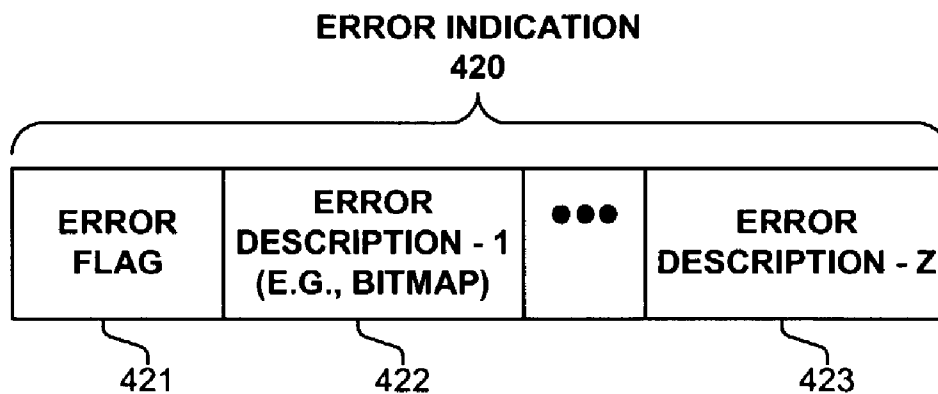 ERROR INDICATION
420
ERROR
FLAG
ERROR
DESCRIPTION - 1
(E.G., BITMAP)
●●●
ERROR
DESCRIPTION - Z
421
422
423